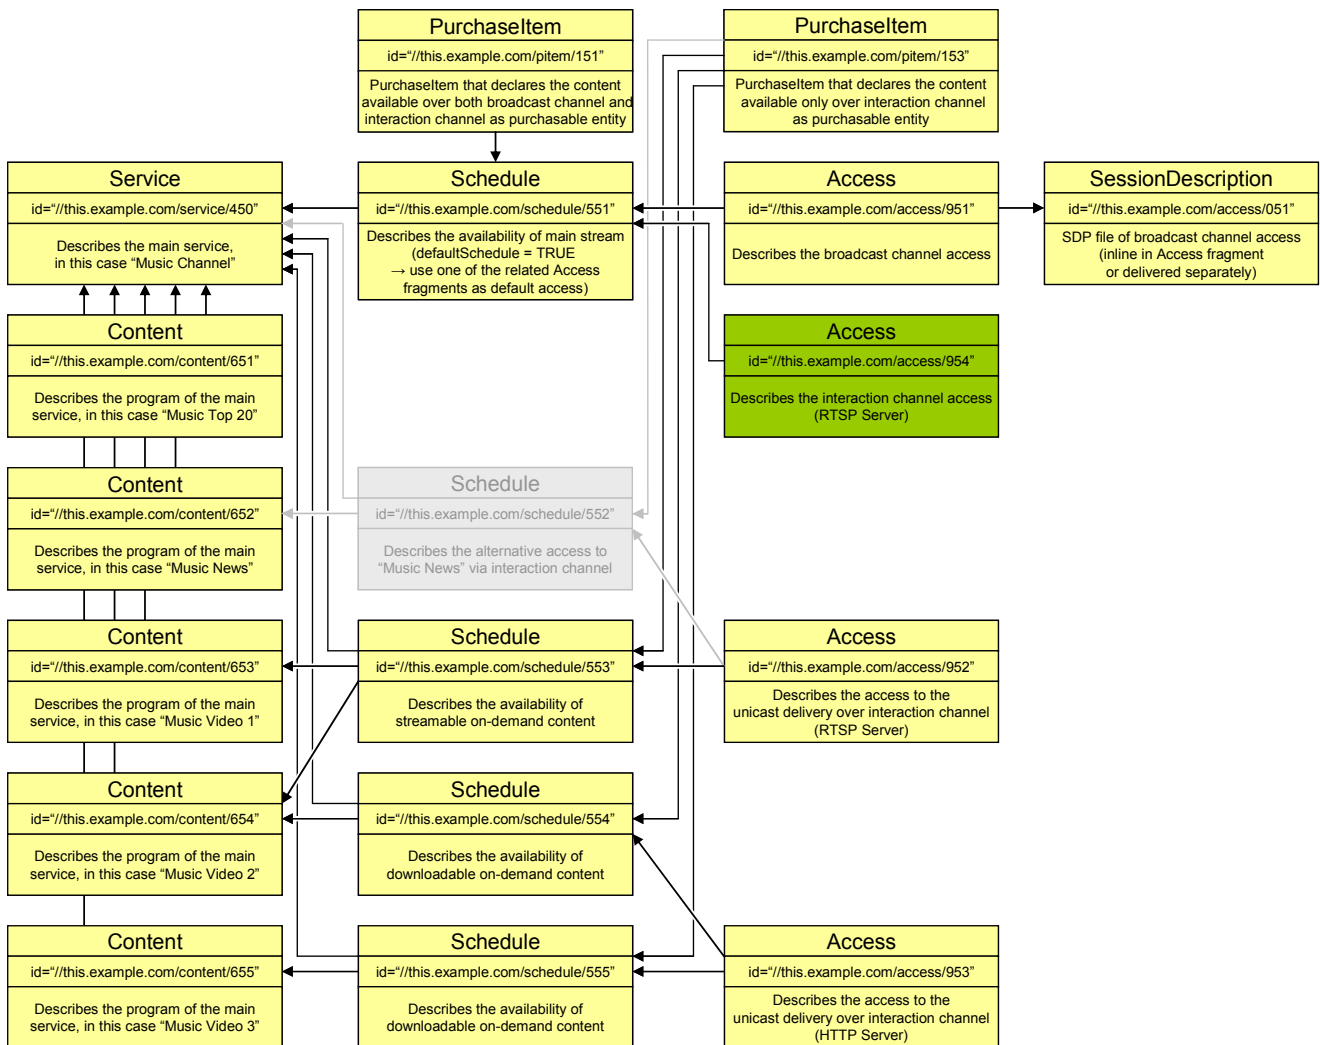 PurchaseItem
id=“//this.example.com/pitem/151”
PurchaseItem that declares the content
available over both broadcast channel and
interaction channel as purchasable entity
PurchaseItem
id=“//this.example.com/pitem/153”
PurchaseItem that declares the content
available only over interaction channel
as purchasable entity
Service
id=“//this.example.com/service/450”
Describes the main service,
in this case “Music Channel”
Schedule
id=“//this.example.com/schedule/551”
Describes the availability of main stream
(defaultSchedule = TRUE
→ use one of the related Access
fragments as default access)
Access
id=“//this.example.com/access/951”
Describes the broadcast channel access
SessionDescription
id=“//this.example.com/access/051”
SDP file of broadcast channel access
(inline in Access fragment
or delivered separately)
Content
id=“//this.example.com/content/651”
Describes the program of the main
service, in this case “Music Top 20”
Access
id=“//this.example.com/access/954”
Describes the interaction channel access
(RTSP Server)
Content
id=“//this.example.com/content/652”
Describes the program of the main
service, in this case “Music News”
Schedule
id=“//this.example.com/schedule/552”
Describes the alternative access to
“Music News” via interaction channel
Content
id=“//this.example.com/content/653”
Describes the program of the main
service, in this case “Music Video 1”
Schedule
id=“//this.example.com/schedule/553”
Describes the availability of
streamable on-demand content
Access
id=“//this.example.com/access/952”
Describes the access to the
unicast delivery over interaction channel
(RTSP Server)
Content
id=“//this.example.com/content/654”
Describes the program of the main
service, in this case “Music Video 2”
Schedule
id=“//this.example.com/schedule/554”
Describes the availability of
downloadable on-demand content
Content
id=“//this.example.com/content/655”
Describes the program of the main
service, in this case “Music Video 3”
Schedule
id=“//this.example.com/schedule/555”
Describes the availability of
downloadable on-demand content
Access
id=“//this.example.com/access/953”
Describes the access to the
unicast delivery over interaction channel
(HTTP Server)